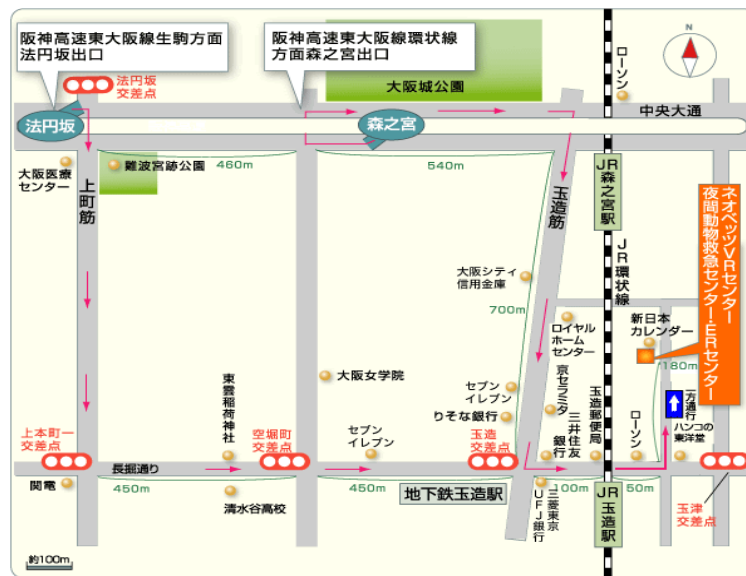 阪神高速東大阪線生駒方面
法円坂出口
阪神高速東大阪線環状線
方面森之宮出口
大阪城公園
N
ローソン
法円坂
交差点
中央大通
法円坂
森之宮
大阪医療
センター
難波宮跡公園
460m
540m
上町筋
玉造筋
JR森之宮駅
JR環状線
ネオベッツVRセンター
夜間動物救急センター・ERセンター
大阪シティ
信用金庫
700m
ロイヤル
ホーム
センター
新日本
カレンダー
180m
大阪女学院
セブン
イレブン
りそな銀行
京セラミタ
三井住友
銀行
玉造郵便局
ローソン
一方通行
ハンコの
東洋堂
東雲稲荷神社
上本町一
交差点
空堀町
交差点
セブン
イレブン
玉造
交差点
長掘通り
関電
450m
清水谷高校
450m
地下鉄玉造駅
三菱東京
UFJ銀行
100m
JR玉造駅
50m
玉津
交差点
約100m